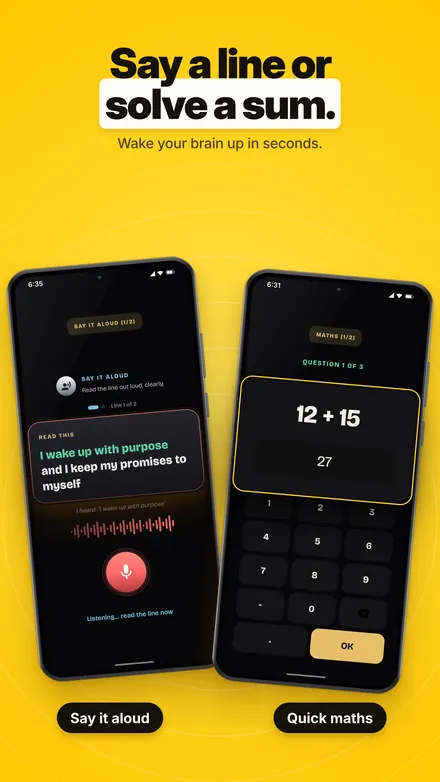 Say a line or
solve a sum.
Wake your brain up in seconds.
6:35
SAY IT ALOUD (1/2)
SAY IT ALOUD
Read the line out loud, clearly.
Line 1 of 2
READ THIS
I wake up with purpose
and I keep my promises to
myself
I heard: "I wake up with purpose"
Listening... read the line now
Say it aloud
6:31
MATHS (1/2)
QUESTION 1 OF 3
12 + 15
27
1 2 3
4 5 6
7 8 9
- 0
. OK
Quick maths